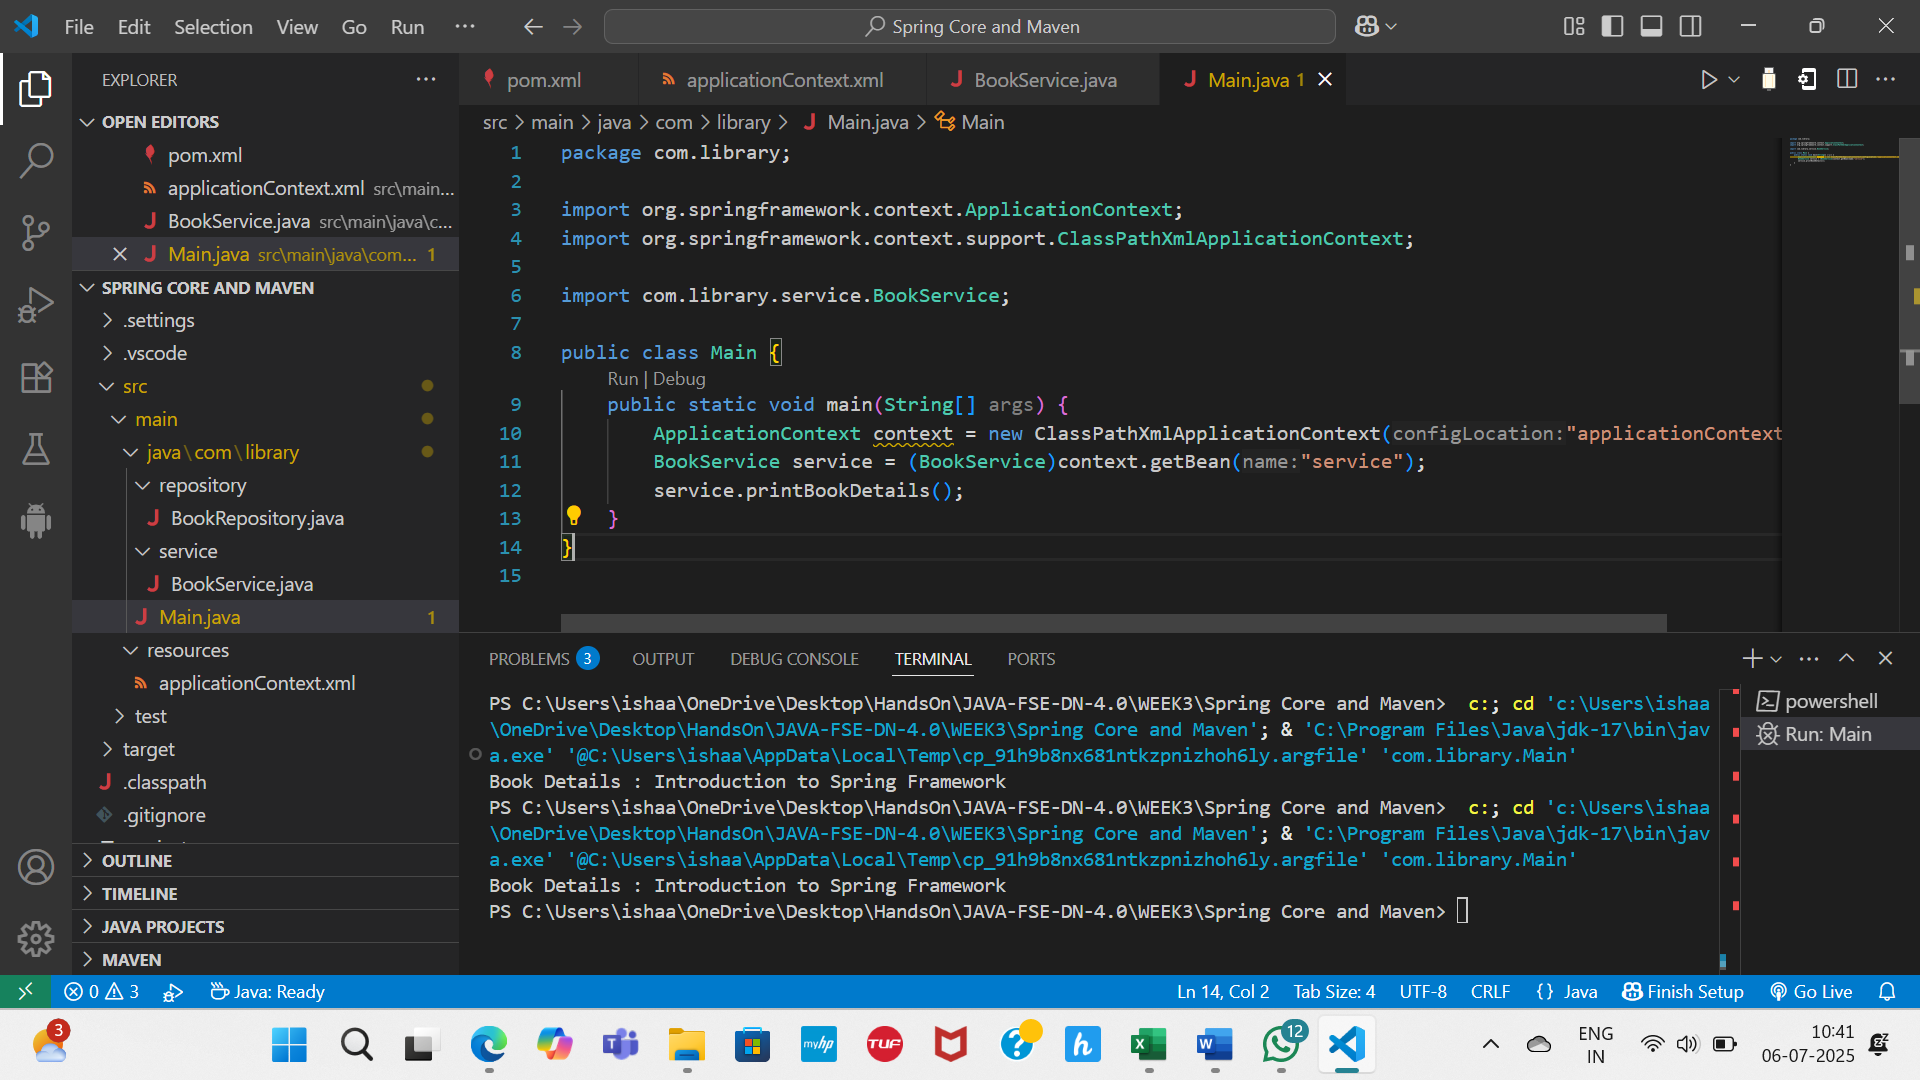 File Edit Selection View Go Run ··· Spring Core and Maven
EXPLORER
OPEN EDITORS
pom.xml
applicationContext.xml src\main...
BookService.java src\main\java\c...
Main.java src\main\java\com... 1
SPRING CORE AND MAVEN
.settings
.vscode
src
main
java\com\library
repository
BookRepository.java
service
BookService.java
Main.java 1
resources
applicationContext.xml
test
target
.classpath
.gitignore
OUTLINE
TIMELINE
JAVA PROJECTS
MAVEN
pom.xml applicationContext.xml BookService.java Main.java 1
src > main > java > com > library > Main.java > Main
1 package com.library;
2
3 import org.springframework.context.ApplicationContext;
4 import org.springframework.context.support.ClassPathXmlApplicationContext;
5
6 import com.library.service.BookService;
7
8 public class Main {
Run | Debug
9 public static void main(String[] args) {
10 ApplicationContext context = new ClassPathXmlApplicationContext(configLocation:"applicationContext
11 BookService service = (BookService)context.getBean(name:"service");
12 service.printBookDetails();
13 }
14 }
15
PROBLEMS 3 OUTPUT DEBUG CONSOLE TERMINAL PORTS
PS C:\Users\ishaa\OneDrive\Desktop\HandsOn\JAVA-FSE-DN-4.0\WEEK3\Spring Core and Maven> c:; cd 'c:\Users\ishaa
\OneDrive\Desktop\HandsOn\JAVA-FSE-DN-4.0\WEEK3\Spring Core and Maven'; & 'C:\Program Files\Java\jdk-17\bin\jav
a.exe' '@C:\Users\ishaa\AppData\Local\Temp\cp_91h9b8nx681ntkzpnizhoh6ly.argfile' 'com.library.Main'
Book Details : Introduction to Spring Framework
PS C:\Users\ishaa\OneDrive\Desktop\HandsOn\JAVA-FSE-DN-4.0\WEEK3\Spring Core and Maven> c:; cd 'c:\Users\ishaa
\OneDrive\Desktop\HandsOn\JAVA-FSE-DN-4.0\WEEK3\Spring Core and Maven'; & 'C:\Program Files\Java\jdk-17\bin\jav
a.exe' '@C:\Users\ishaa\AppData\Local\Temp\cp_91h9b8nx681ntkzpnizhoh6ly.argfile' 'com.library.Main'
Book Details : Introduction to Spring Framework
PS C:\Users\ishaa\OneDrive\Desktop\HandsOn\JAVA-FSE-DN-4.0\WEEK3\Spring Core and Maven>
powershell
Run: Main
0 3 Java: Ready Ln 14, Col 2 Tab Size: 4 UTF-8 CRLF {} Java Finish Setup Go Live
3 myhp TUF 12 ENG 10:41
IN 06-07-2025